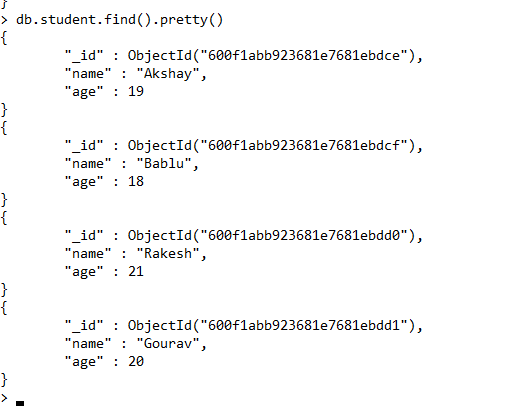 }
> db.student.find().pretty()
{
"_id" : ObjectId("600f1abb923681e7681ebdce"),
"name" : "Akshay",
"age" : 19
}
{
"_id" : ObjectId("600f1abb923681e7681ebdcf"),
"name" : "Bablu",
"age" : 18
}
{
"_id" : ObjectId("600f1abb923681e7681ebdd0"),
"name" : "Rakesh",
"age" : 21
}
{
"_id" : ObjectId("600f1abb923681e7681ebdd1"),
"name" : "Gourav",
"age" : 20
}
> _